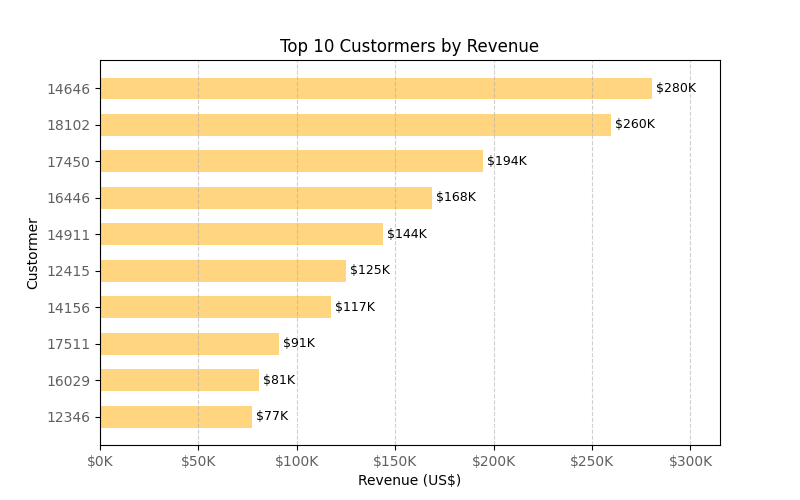 Top 10 Custormers by Revenue
14646 $280K
18102 $260K
17450 $194K
16446 $168K
14911 $144K
12415 $125K
14156 $117K
17511 $91K
16029 $81K
12346 $77K
Custormer
$0K $50K $100K $150K $200K $250K $300K
Revenue (US$)